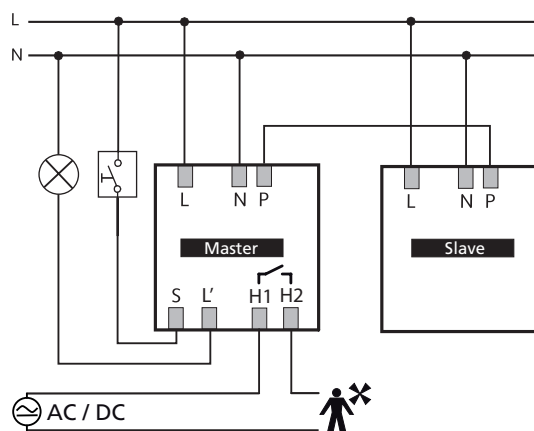 L
N
L N P
L N P
Master
Slave
S L' H1 H2
AC / DC